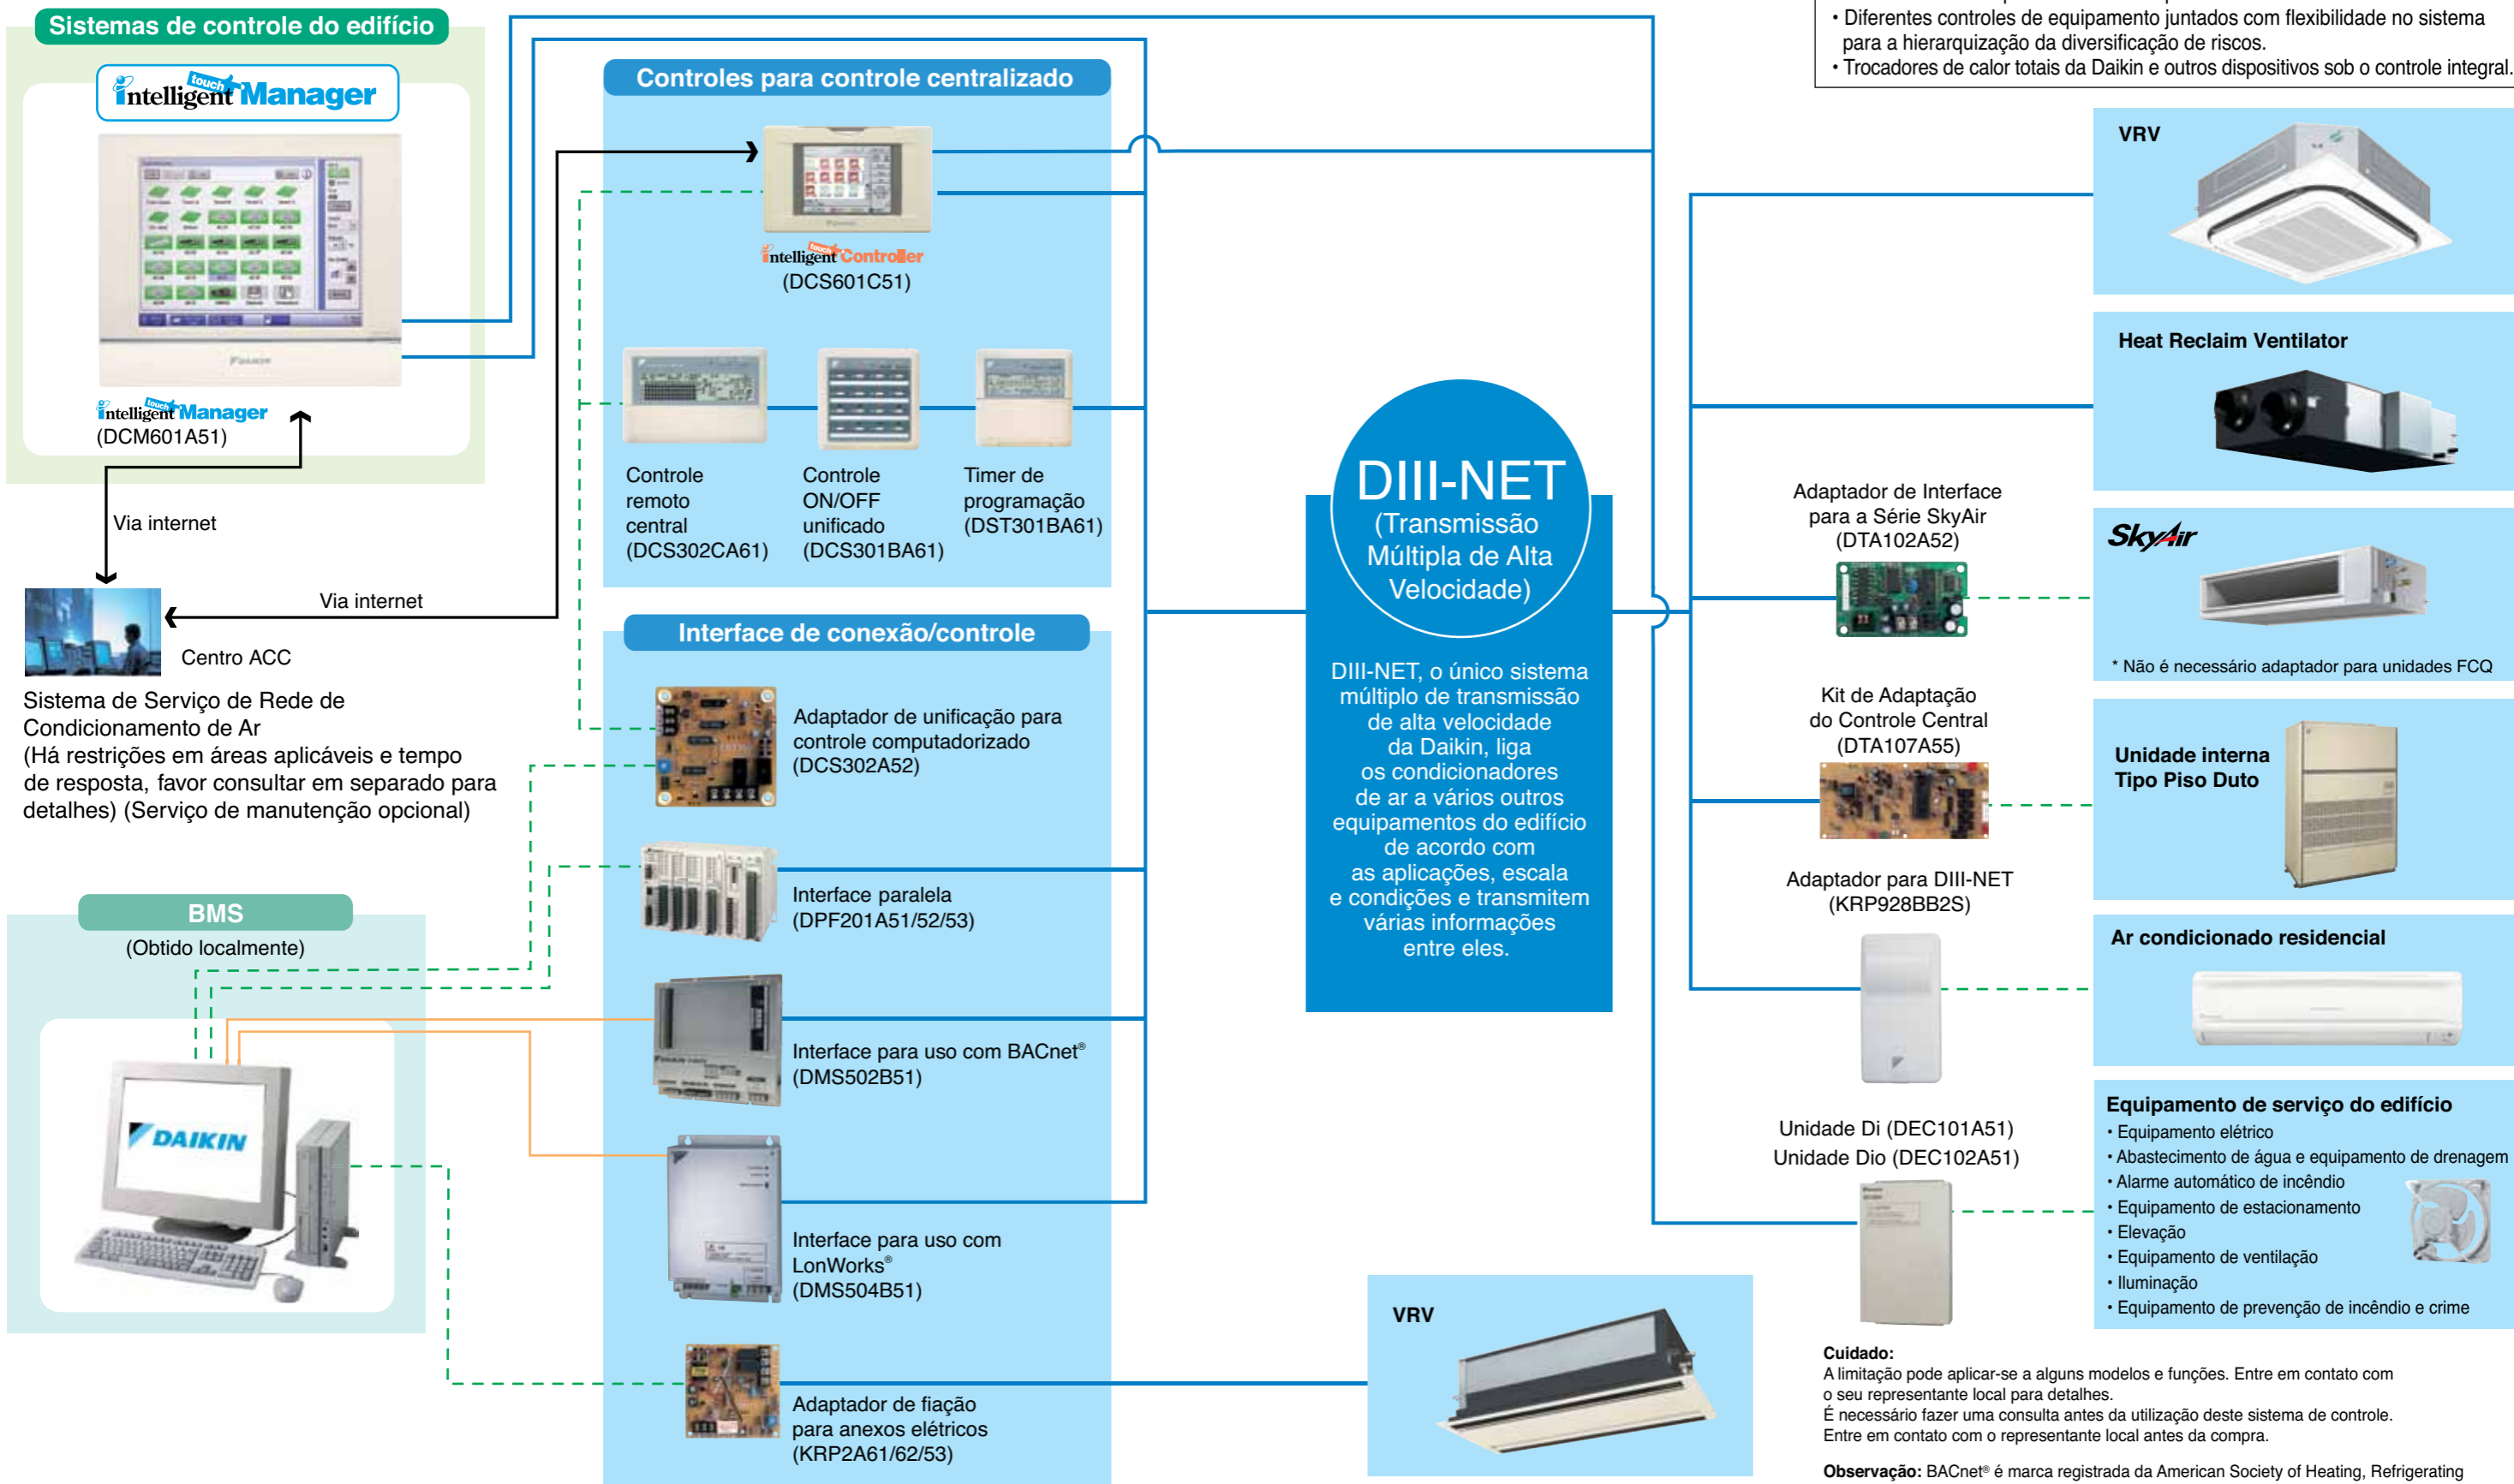 Sistemas de controle do edifício
intelligent touch Manager
DAIKIN
intelligent touch Manager
(DCM601A51)
Via internet
Via internet
Centro ACC
Sistema de Serviço de Rede de
Condicionamento de Ar
(Há restrições em áreas aplicáveis e tempo
de resposta, favor consultar em separado para
detalhes) (Serviço de manutenção opcional)
BMS
(Obtido localmente)
DAIKIN
Controles para controle centralizado
intelligent touch Controller
(DCS601C51)
Controle
remoto
central
(DCS302CA61)
Controle
ON/OFF
unificado
(DCS301BA61)
Timer de
programação
(DST301BA61)
Interface de conexão/controle
Adaptador de unificação para
controle computadorizado
(DCS302A52)
Interface paralela
(DPF201A51/52/53)
Interface para uso com BACnet®
(DMS502B51)
Interface para uso com
LonWorks®
(DMS504B51)
Adaptador de fiação
para anexos elétricos
(KRP2A61/62/53)
DIII-NET
(Transmissão
Múltipla de Alta
Velocidade)
DIII-NET, o único sistema
múltiplo de transmissão
de alta velocidade
da Daikin, liga
os condicionadores
de ar a vários outros
equipamentos do edifício
de acordo com
as aplicações, escala
e condições e transmitem
várias informações
entre eles.
VRV
• Diferentes controles de equipamento juntados com flexibilidade no sistema
para a hierarquização da diversificação de riscos.
• Trocadores de calor totais da Daikin e outros dispositivos sob o controle integral.
VRV
Heat Reclaim Ventilator
Adaptador de Interface
para a Série SkyAir
(DTA102A52)
SkyAir
* Não é necessário adaptador para unidades FCQ
Kit de Adaptação
do Controle Central
(DTA107A55)
Unidade interna
Tipo Piso Duto
Adaptador para DIII-NET
(KRP928BB2S)
Ar condicionado residencial
Unidade Di (DEC101A51)
Unidade Dio (DEC102A51)
Equipamento de serviço do edifício
• Equipamento elétrico
• Abastecimento de água e equipamento de drenagem
• Alarme automático de incêndio
• Equipamento de estacionamento
• Elevação
• Equipamento de ventilação
• Iluminação
• Equipamento de prevenção de incêndio e crime
Cuidado:
A limitação pode aplicar-se a alguns modelos e funções. Entre em contato com
o seu representante local para detalhes.
É necessário fazer uma consulta antes da utilização deste sistema de controle.
Entre em contato com o representante local antes da compra.
Observação: BACnet® é marca registrada da American Society of Heating, Refrigerating